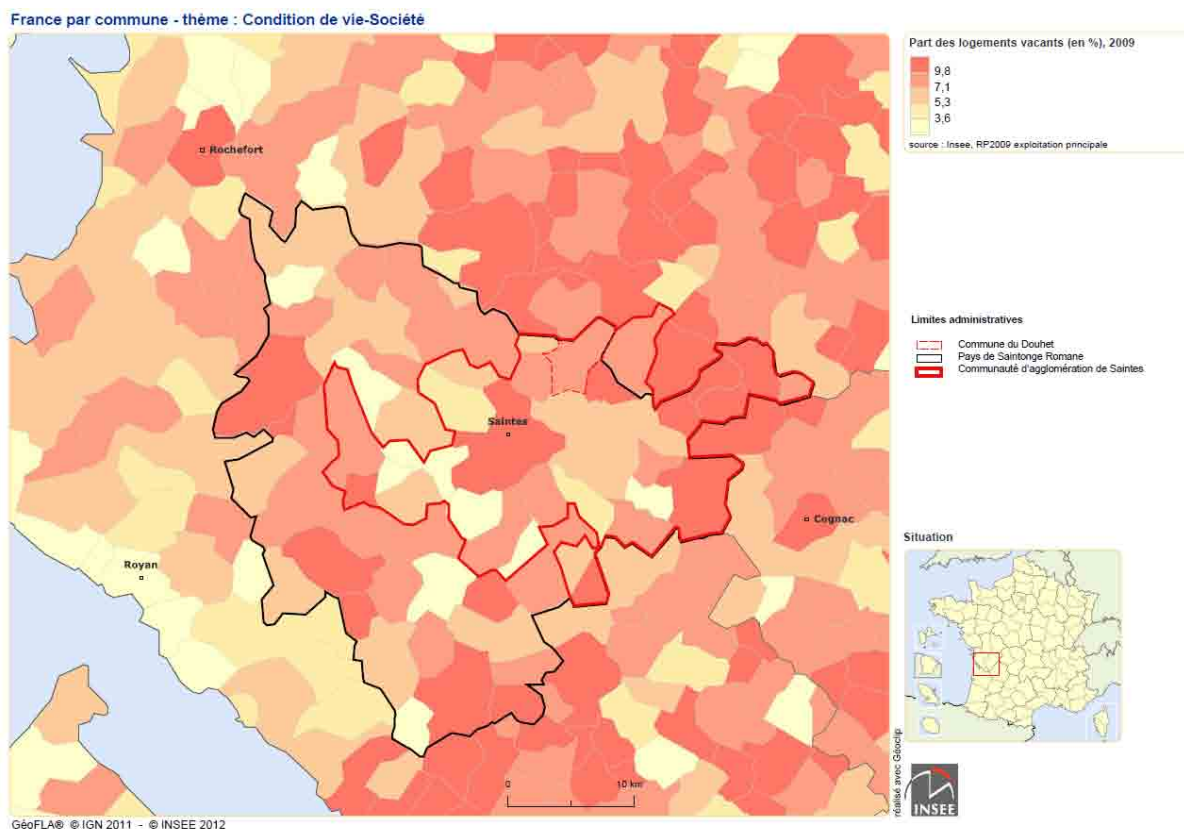 France par commune - thème : Condition de vie-Société
Part des logements vacants (en %), 2009
9,8
7,1
5,3
3,6
source : Insee, RP2009 exploitation principale
Rochefort
Limites administratives
Commune du Douhet
Pays de Saintonge Romane
Communauté d'agglomération de Saintes
Saintes
Cognac
Royan
Situation
0 10 km
réalisé avec Géoclip
INSEE
GéoFLA® © IGN 2011 - © INSEE 2012